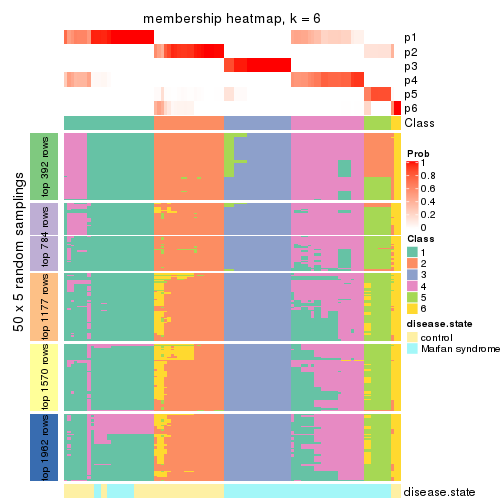 membership heatmap, k = 6
p1
p2
p3
p4
p5
p6
Class
50 x 5 random samplings
top 392 rows
top 784 rows
top 1177 rows
top 1570 rows
top 1962 rows
disease.state
Prob
1
0.8
0.6
0.4
0.2
0
Class
1
2
3
4
5
6
disease.state
control
Marfan syndrome